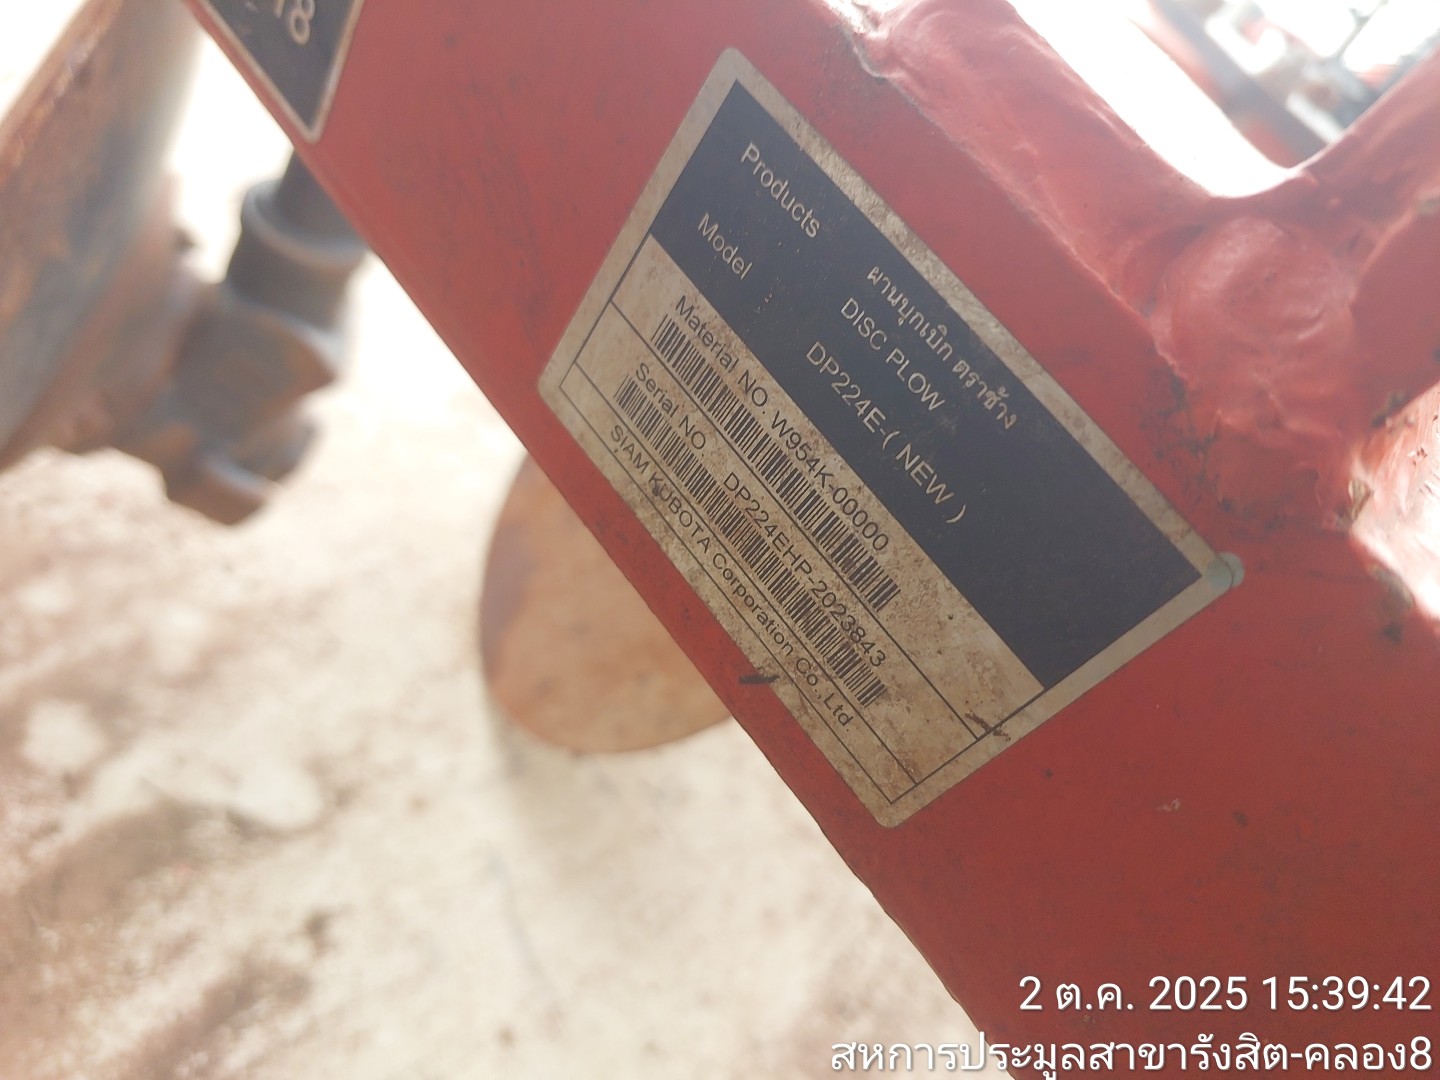 18
Products ผานบุกเบิก ตราช้าง
DISC PLOW
Model DP224E-( NEW )
Material NO. W954K-00000
Serial NO. DP224EHP-2023843
SIAM KUBOTA Corporation Co.,Ltd.
2 ต.ค. 2025 15:39:42
สหการประมูลสาขารังสิต-คลอง8